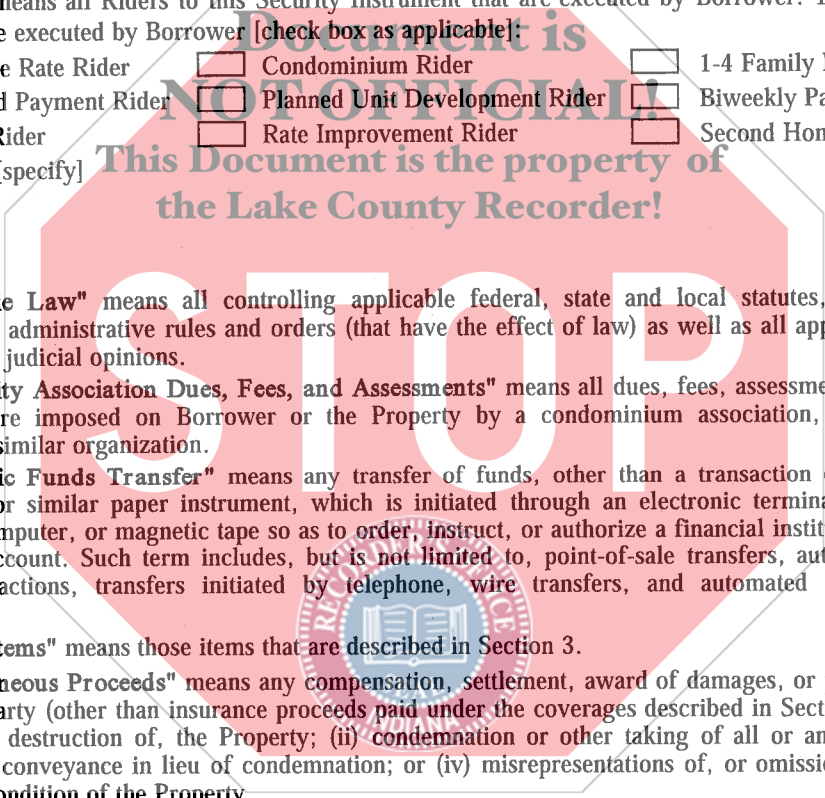 means all Riders to this Security Instrument that are executed by Borrower.
e executed by Borrower [check box as applicable]:
Document is
e Rate Rider Condominium Rider 1-4 Family
NOT OFFICIAL!
d Payment Rider Planned Unit Development Rider Biweekly Pa
Rider Rate Improvement Rider Second Hom
This Document is the property of
[specify]
the Lake County Recorder!
STOP
e Law" means all controlling applicable federal, state and local statutes,
administrative rules and orders (that have the effect of law) as well as all app
judicial opinions.
ty Association Dues, Fees, and Assessments" means all dues, fees, assessme
re imposed on Borrower or the Property by a condominium association,
similar organization.
ic Funds Transfer" means any transfer of funds, other than a transaction
or similar paper instrument, which is initiated through an electronic termina
mputer, or magnetic tape so as to order, instruct, or authorize a financial instit
ccount. Such term includes, but is not limited to, point-of-sale transfers, aut
actions, transfers initiated by telephone, wire transfers, and automated
tems" means those items that are described in Section 3.
neous Proceeds" means any compensation, settlement, award of damages, or
arty (other than insurance proceeds paid under the coverages described in Sect
destruction of, the Property; (ii) condemnation or other taking of all or an
conveyance in lieu of condemnation; or (iv) misrepresentations of, or omissi
ondition of the Property
SEAL
INDIANA